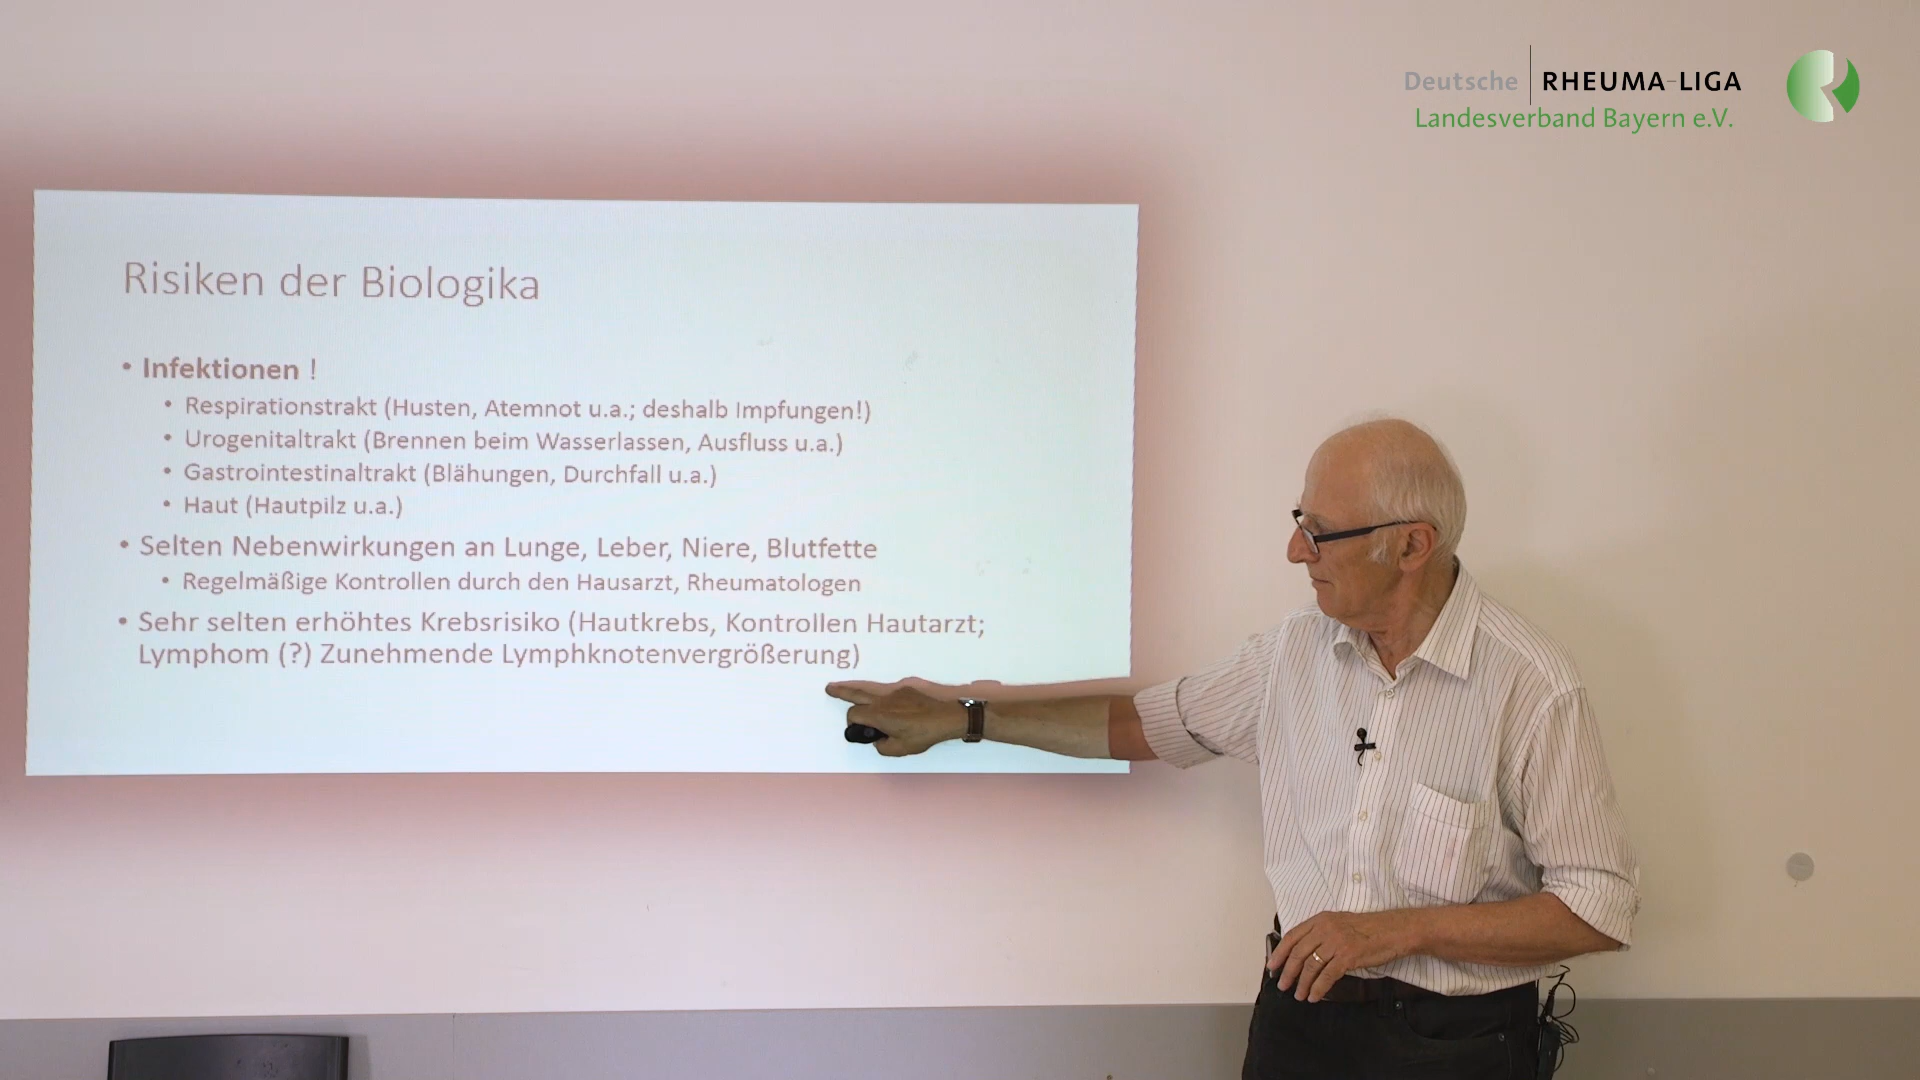 Deutsche RHEUMA-LIGA
Landesverband Bayern e.V.
Risiken der Biologika
• Infektionen !
• Respirationstrakt (Husten, Atemnot u.a.; deshalb Impfungen!)
• Urogenitaltrakt (Brennen beim Wasserlassen, Ausfluss u.a.)
• Gastrointestinaltrakt (Blähungen, Durchfall u.a.)
• Haut (Hautpilz u.a.)
• Selten Nebenwirkungen an Lunge, Leber, Niere, Blutfette
• Regelmäßige Kontrollen durch den Hausarzt, Rheumatologen
• Sehr selten erhöhtes Krebsrisiko (Hautkrebs, Kontrollen Hautarzt;
Lymphom (?) Zunehmende Lymphknotenvergrößerung)